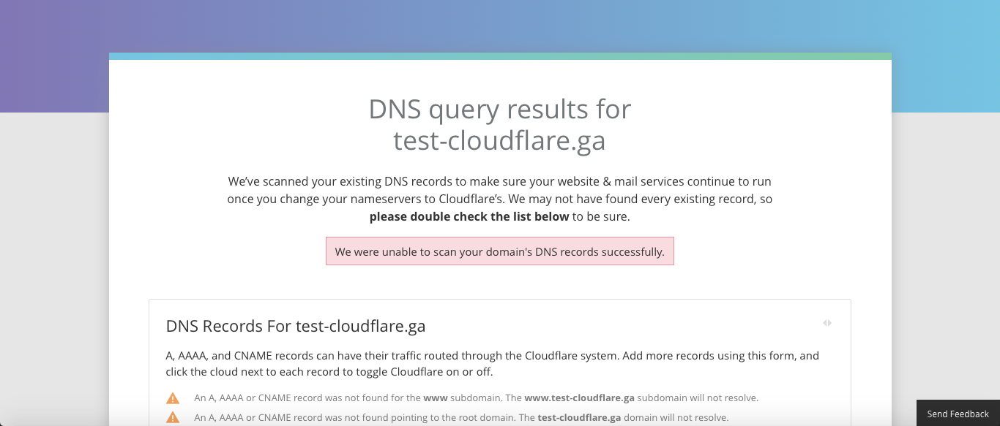 DNS query results for
test-cloudflare.ga
We’ve scanned your existing DNS records to make sure your website & mail services continue to run
once you change your nameservers to Cloudflare’s. We may not have found every existing record, so
please double check the list below to be sure.
We were unable to scan your domain's DNS records successfully.
DNS Records For test-cloudflare.ga
A, AAAA, and CNAME records can have their traffic routed through the Cloudflare system. Add more records using this form, and
click the cloud next to each record to toggle Cloudflare on or off.
An A, AAAA or CNAME record was not found for the www subdomain. The www.test-cloudflare.ga subdomain will not resolve.
An A, AAAA or CNAME record was not found pointing to the root domain. The test-cloudflare.ga domain will not resolve.
Send Feedback